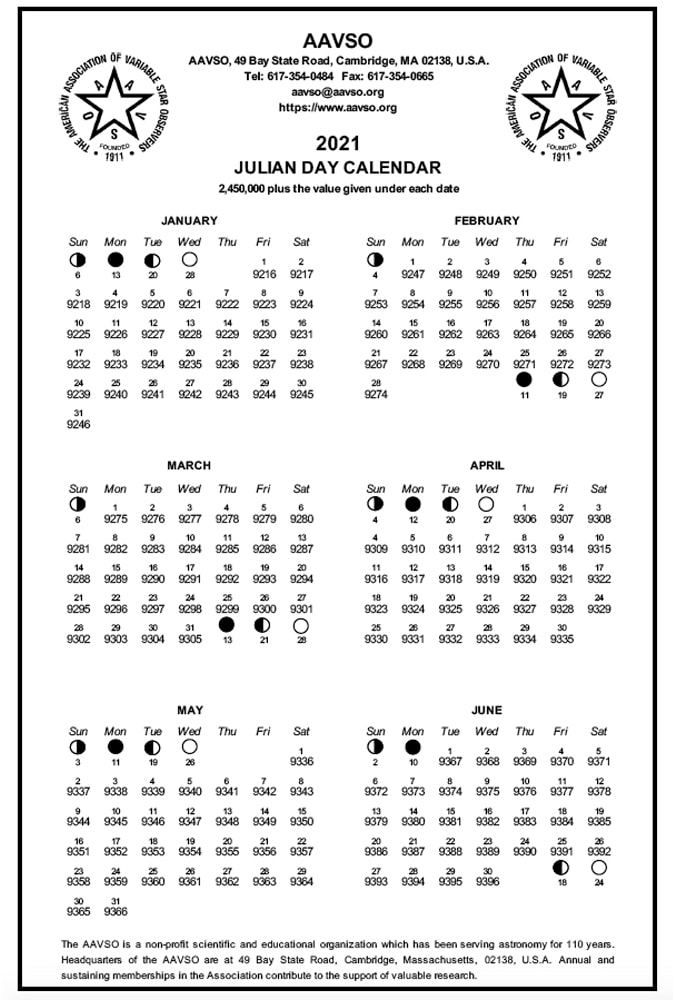 AAVSO
AAVSO, 49 Bay State Road, Cambridge, MA 02138, U.S.A.
Tel: 617-354-0484 Fax: 617-354-0665
aavso@aavso.org
https://www.aavso.org
THE AMERICAN ASSOCIATION OF VARIABLE STAR OBSERVERS
A A V S O
FOUNDED
• 1911 •
THE AMERICAN ASSOCIATION OF VARIABLE STAR OBSERVERS
A A V S O
FOUNDED
• 1911 •
2021
JULIAN DAY CALENDAR
2,450,000 plus the value given under each date
JANUARY
Sun Mon Tue Wed Thu Fri Sat
6 13 20 28 1 2
9216 9217
3 4 5 6 7 8 9
9218 9219 9220 9221 9222 9223 9224
10 11 12 13 14 15 16
9225 9226 9227 9228 9229 9230 9231
17 18 19 20 21 22 23
9232 9233 9234 9235 9236 9237 9238
24 25 26 27 28 29 30
9239 9240 9241 9242 9243 9244 9245
31
9246
FEBRUARY
Sun Mon Tue Wed Thu Fri Sat
4 1 2 3 4 5 6
9247 9248 9249 9250 9251 9252
7 8 9 10 11 12 13
9253 9254 9255 9256 9257 9258 9259
14 15 16 17 18 19 20
9260 9261 9262 9263 9264 9265 9266
21 22 23 24 25 26 27
9267 9268 9269 9270 9271 9272 9273
28
9274
11 19 27
MARCH
Sun Mon Tue Wed Thu Fri Sat
6 1 2 3 4 5 6
9275 9276 9277 9278 9279 9280
7 8 9 10 11 12 13
9281 9282 9283 9284 9285 9286 9287
14 15 16 17 18 19 20
9288 9289 9290 9291 9292 9293 9294
21 22 23 24 25 26 27
9295 9296 9297 9298 9299 9300 9301
28 29 30 31
9302 9303 9304 9305
13 21 28
APRIL
Sun Mon Tue Wed Thu Fri Sat
4 12 20 27 1 2 3
9306 9307 9308
4 5 6 7 8 9 10
9309 9310 9311 9312 9313 9314 9315
11 12 13 14 15 16 17
9316 9317 9318 9319 9320 9321 9322
18 19 20 21 22 23 24
9323 9324 9325 9326 9327 9328 9329
25 26 27 28 29 30
9330 9331 9332 9333 9334 9335
MAY
Sun Mon Tue Wed Thu Fri Sat
3 11 19 26 1
9336
2 3 4 5 6 7 8
9337 9338 9339 9340 9341 9342 9343
9 10 11 12 13 14 15
9344 9345 9346 9347 9348 9349 9350
16 17 18 19 20 21 22
9351 9352 9353 9354 9355 9356 9357
23 24 25 26 27 28 29
9358 9359 9360 9361 9362 9363 9364
30 31
9365 9366
JUNE
Sun Mon Tue Wed Thu Fri Sat
2 10 1 2 3 4 5
9367 9368 9369 9370 9371
6 7 8 9 10 11 12
9372 9373 9374 9375 9376 9377 9378
13 14 15 16 17 18 19
9379 9380 9381 9382 9383 9384 9385
20 21 22 23 24 25 26
9386 9387 9388 9389 9390 9391 9392
27 28 29 30
9393 9394 9395 9396
18 24
The AAVSO is a non-profit scientific and educational organization which has been serving astronomy for 110 years.
Headquarters of the AAVSO are at 49 Bay State Road, Cambridge, Massachusetts, 02138, U.S.A. Annual and
sustaining memberships in the Association contribute to the support of valuable research.